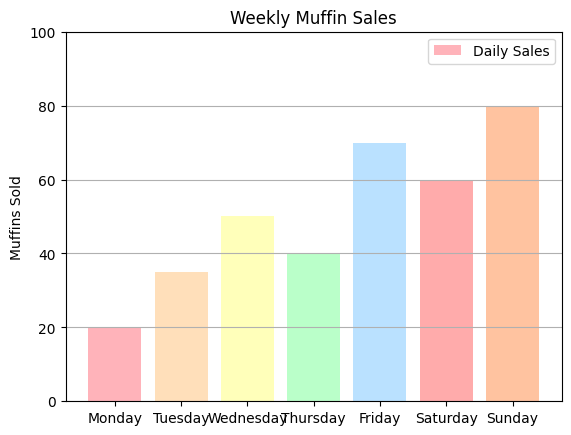 Weekly Muffin Sales
Daily Sales
Muffins Sold
100
80
60
40
20
0
Monday Tuesday Wednesday Thursday Friday Saturday Sunday